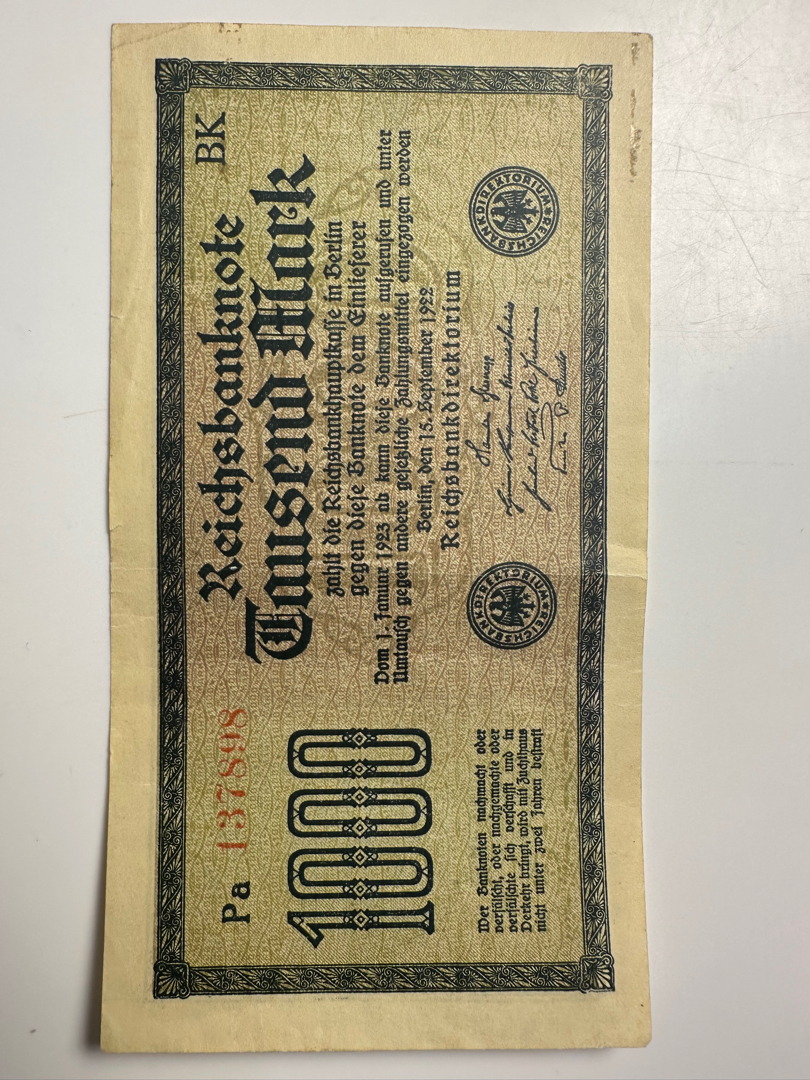 Reichsbanknote BK
Tausend Mark
zahlt die Reichsbankhauptkasse in Berlin
gegen diese Banknote dem Einlieferer
Vom 1. Januar 1923 ab kann diese Banknote aufgerufen und unter
Umtausch gegen andere gesetzliche Zahlungsmittel eingezogen werden
Berlin, den 15. September 1922
Reichsbankdirektorium
REICHSBANKDIREKTORIUM
REICHSBANKDIREKTORIUM
Pa 137898
1000
Wer Banknoten nachmacht oder
verfälscht, oder nachgemachte oder
verfälschte sich verschafft und in
Verkehr bringt, wird mit Zuchthaus
nicht unter zwei Jahren bestraft